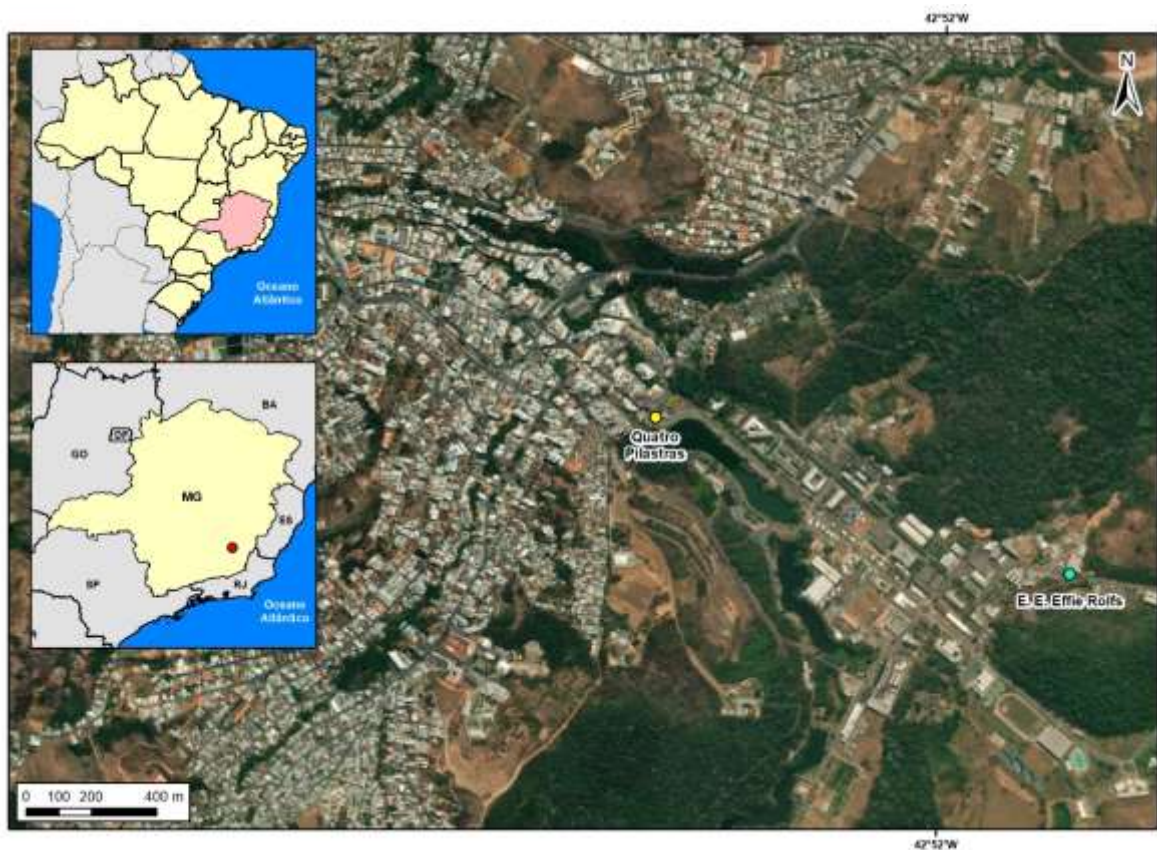 42°52'W
N
Oceano
Atlântico
BA
DF
GO
MG
ES
SP
RJ
Oceano
Atlântico
Quatro
Pilastras
E. E. Effie Rolfs
0 100 200 400 m
42°52'W